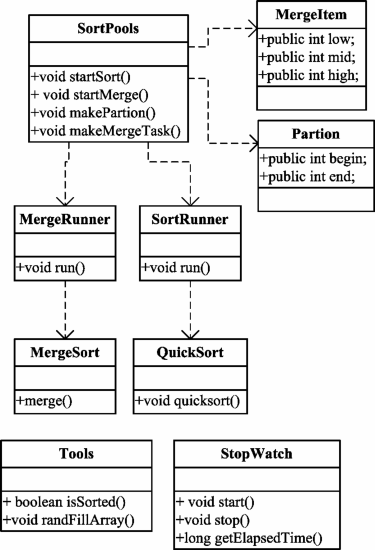 SortPools
+void startSort()
+ void startMerge()
+void makePartion()
+void makeMergeTask()
MergeItem
+public int low;
+public int mid;
+public int high;
Partion
+public int begin;
+public int end;
MergeRunner
+void run()
SortRunner
+void run()
MergeSort
+merge()
QuickSort
+void quicksort()
Tools
+ boolean isSorted()
+void randFillArray()
StopWatch
+ void start()
+void stop()
+long getElapsedTime()